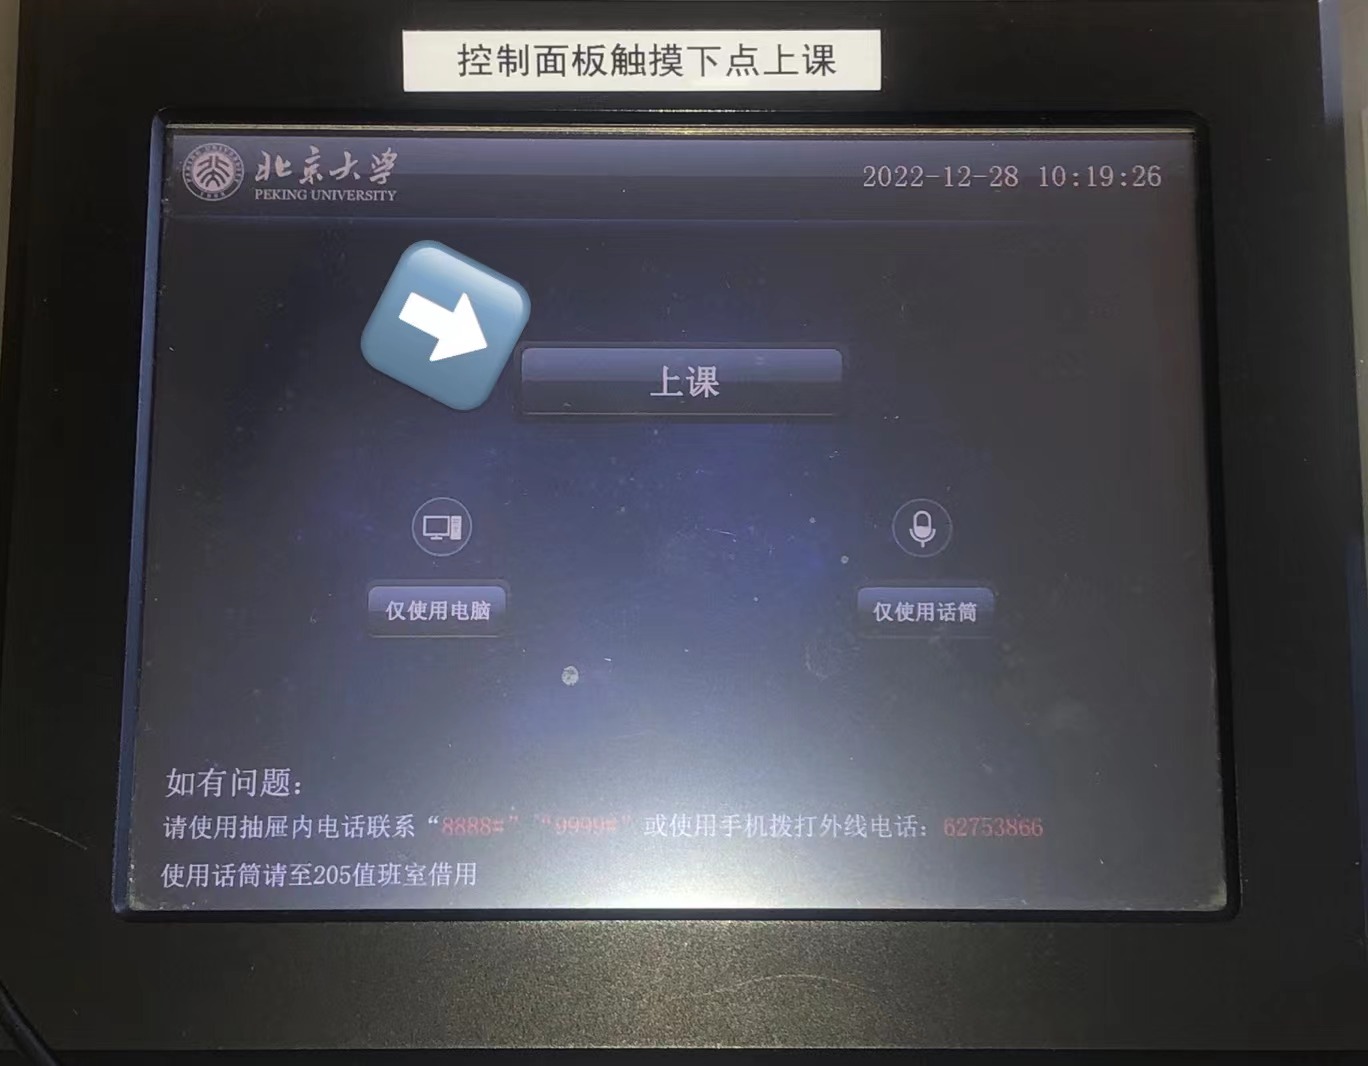 控制面板触摸下点上课
北京大学
PEKING UNIVERSITY
2022-12-28 10:19:26
上课
仅使用电脑
仅使用话筒
如有问题：
请使用抽屉内电话联系“8888#”“9999#”或使用手机拨打外线电话：62753866
使用话筒请至205值班室借用